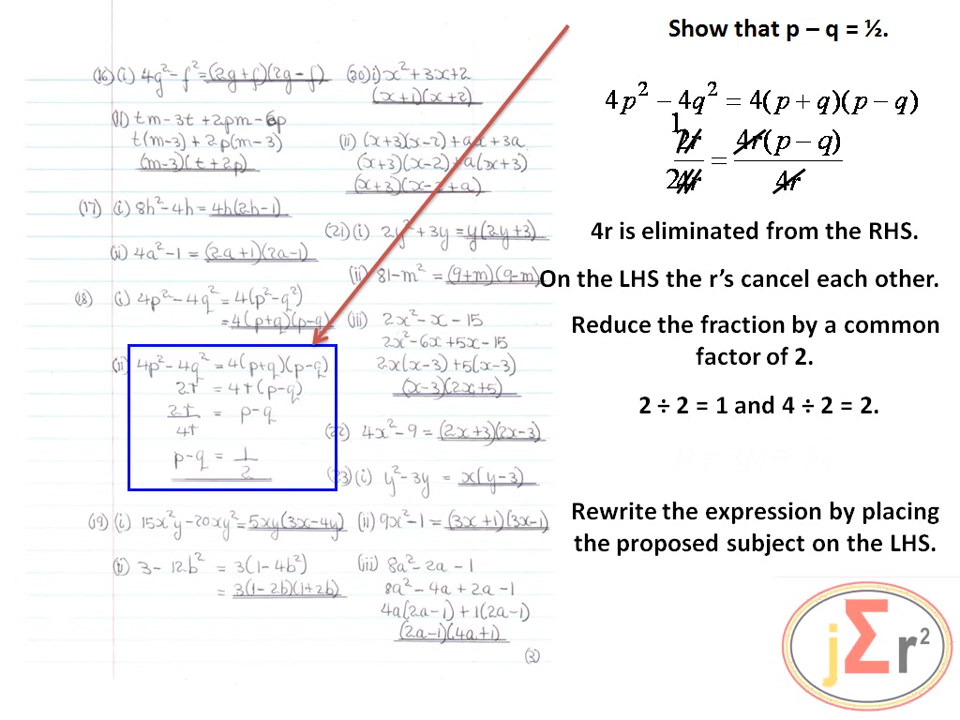 (16) (i) 4g² - f² = (2g + f)(2g - f)
(ii) tm - 3t + 2pm - 6p
t(m-3) + 2p(m-3)
(m-3)(t + 2p)
(17) (i) 8h² - 4h = 4h(2h-1)
(ii) 4a² - 1 = (2a+1)(2a-1)
(18) (i) 4p² - 4q² = 4(p² - q²)
= 4(p+q)(p-q)
(ii) 4p² - 4q² = 4(p+q)(p-q)
2r = 4r(p-q)
2r/4r = p-q
p-q = 1/2
(19) (i) 15x²y - 20xy² = 5xy(3x-4y)
(ii) 3 - 12b² = 3(1-4b²)
= 3(1-2b)(1+2b)
(20) i) x² + 3x + 2
(x+1)(x+2)
(ii) (x+3)(x-2) + ax + 3a
(x+3)(x-2) + a(x+3)
(x+3)(x-2+a)
(21) (i) 2y² + 3y = y(2y+3)
(ii) 81 - m² = (9+m)(9-m)
(iii) 2x² - x - 15
2x² - 6x + 5x - 15
2x(x-3) + 5(x-3)
(x-3)(2x+5)
(22) 4x² - 9 = (2x+3)(2x-3)
(23) (i) y² - 3y = x(y-3)
(ii) 9x² - 1 = (3x+1)(3x-1)
(iii) 8a² - 2a - 1
8a² - 4a + 2a - 1
4a(2a-1) + 1(2a-1)
(2a-1)(4a+1)
(3)
Show that p – q = ½.
4p² − 4q² = 4(p + q)(p − q)
1
2r/4r = 4r(p − q)/4r
2
4r is eliminated from the RHS.
On the LHS the r’s cancel each other.
Reduce the fraction by a common
factor of 2.
2 ÷ 2 = 1 and 4 ÷ 2 = 2.
Rewrite the expression by placing
the proposed subject on the LHS.
jΣr²